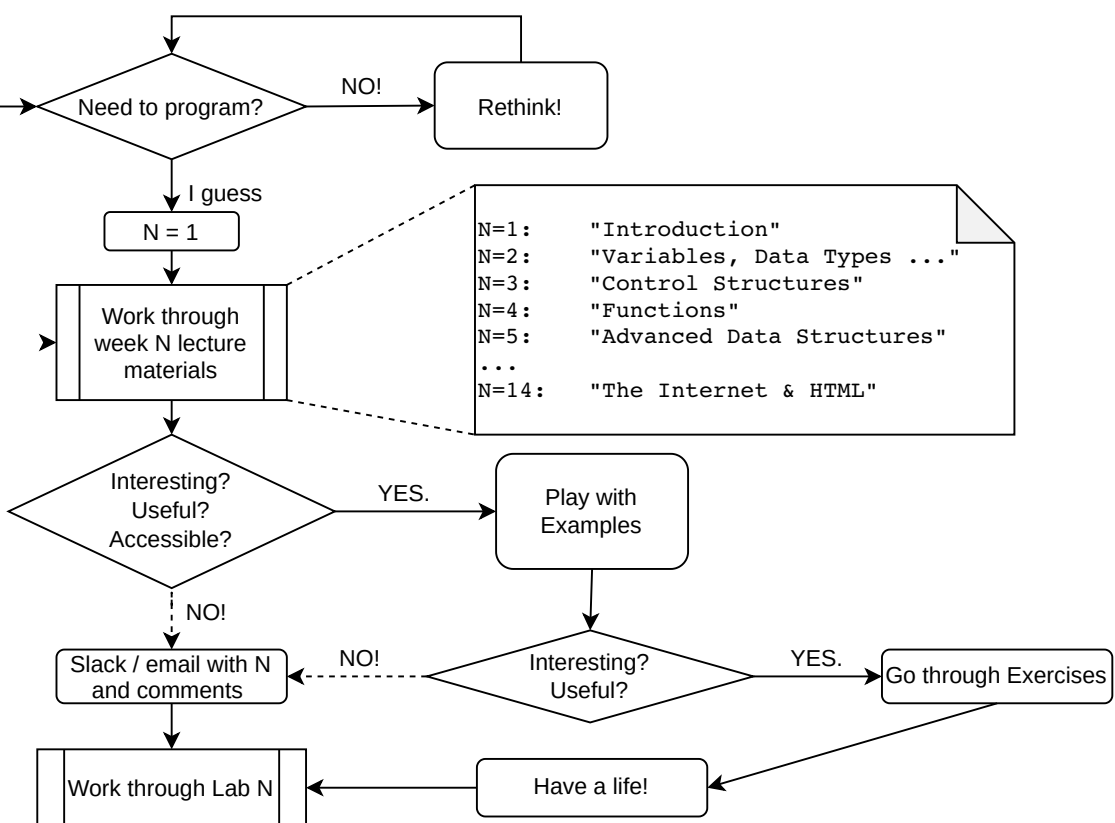 Need to program?
NO!
Rethink!
I guess
N = 1
Work through
week N lecture
materials
N=1: "Introduction"
N=2: "Variables, Data Types ..."
N=3: "Control Structures"
N=4: "Functions"
N=5: "Advanced Data Structures"
...
N=14: "The Internet & HTML"
Interesting?
Useful?
Accessible?
YES.
Play with
Examples
NO!
Slack / email with N
and comments
NO!
Interesting?
Useful?
YES.
Go through Exercises
Have a life!
Work through Lab N